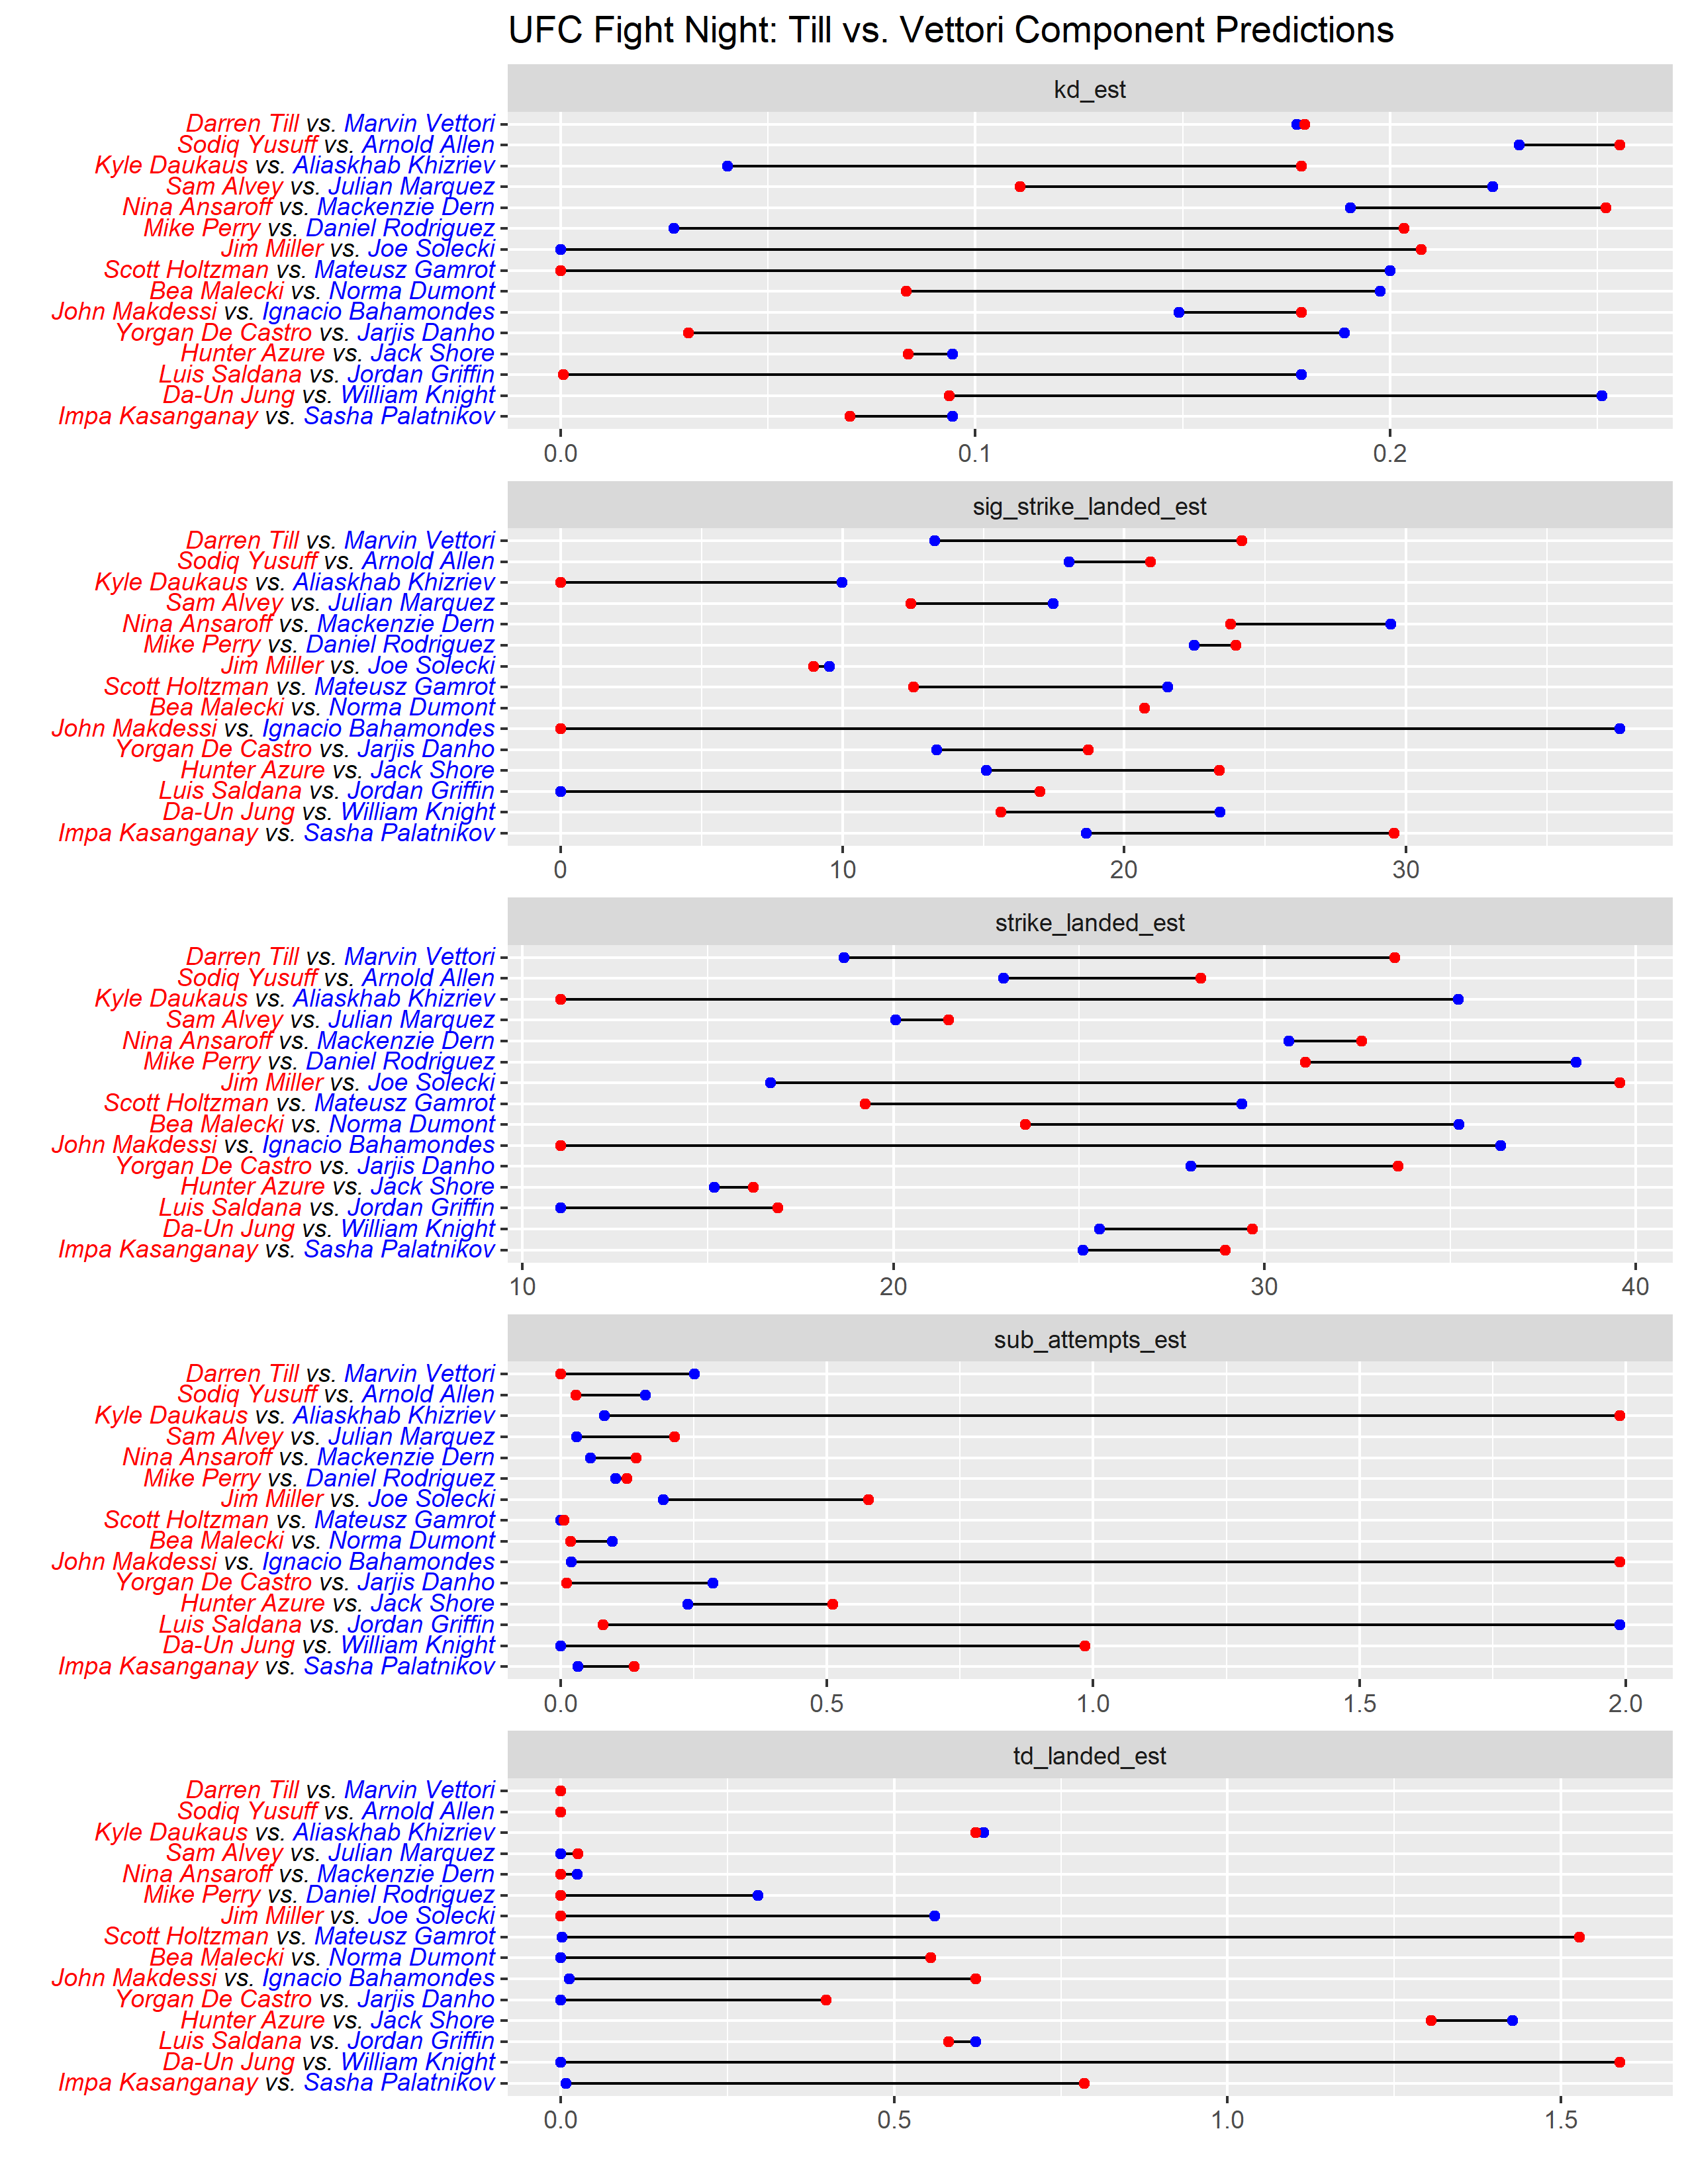 UFC Fight Night: Till vs. Vettori Component Predictions
kd_est
Darren Till vs. Marvin Vettori
Sodiq Yusuff vs. Arnold Allen
Kyle Daukaus vs. Aliaskhab Khizriev
Sam Alvey vs. Julian Marquez
Nina Ansaroff vs. Mackenzie Dern
Mike Perry vs. Daniel Rodriguez
Jim Miller vs. Joe Solecki
Scott Holtzman vs. Mateusz Gamrot
Bea Malecki vs. Norma Dumont
John Makdessi vs. Ignacio Bahamondes
Yorgan De Castro vs. Jarjis Danho
Hunter Azure vs. Jack Shore
Luis Saldana vs. Jordan Griffin
Da-Un Jung vs. William Knight
Impa Kasanganay vs. Sasha Palatnikov
0.0 0.1 0.2
sig_strike_landed_est
Darren Till vs. Marvin Vettori
Sodiq Yusuff vs. Arnold Allen
Kyle Daukaus vs. Aliaskhab Khizriev
Sam Alvey vs. Julian Marquez
Nina Ansaroff vs. Mackenzie Dern
Mike Perry vs. Daniel Rodriguez
Jim Miller vs. Joe Solecki
Scott Holtzman vs. Mateusz Gamrot
Bea Malecki vs. Norma Dumont
John Makdessi vs. Ignacio Bahamondes
Yorgan De Castro vs. Jarjis Danho
Hunter Azure vs. Jack Shore
Luis Saldana vs. Jordan Griffin
Da-Un Jung vs. William Knight
Impa Kasanganay vs. Sasha Palatnikov
0 10 20 30
strike_landed_est
Darren Till vs. Marvin Vettori
Sodiq Yusuff vs. Arnold Allen
Kyle Daukaus vs. Aliaskhab Khizriev
Sam Alvey vs. Julian Marquez
Nina Ansaroff vs. Mackenzie Dern
Mike Perry vs. Daniel Rodriguez
Jim Miller vs. Joe Solecki
Scott Holtzman vs. Mateusz Gamrot
Bea Malecki vs. Norma Dumont
John Makdessi vs. Ignacio Bahamondes
Yorgan De Castro vs. Jarjis Danho
Hunter Azure vs. Jack Shore
Luis Saldana vs. Jordan Griffin
Da-Un Jung vs. William Knight
Impa Kasanganay vs. Sasha Palatnikov
10 20 30 40
sub_attempts_est
Darren Till vs. Marvin Vettori
Sodiq Yusuff vs. Arnold Allen
Kyle Daukaus vs. Aliaskhab Khizriev
Sam Alvey vs. Julian Marquez
Nina Ansaroff vs. Mackenzie Dern
Mike Perry vs. Daniel Rodriguez
Jim Miller vs. Joe Solecki
Scott Holtzman vs. Mateusz Gamrot
Bea Malecki vs. Norma Dumont
John Makdessi vs. Ignacio Bahamondes
Yorgan De Castro vs. Jarjis Danho
Hunter Azure vs. Jack Shore
Luis Saldana vs. Jordan Griffin
Da-Un Jung vs. William Knight
Impa Kasanganay vs. Sasha Palatnikov
0.0 0.5 1.0 1.5 2.0
td_landed_est
Darren Till vs. Marvin Vettori
Sodiq Yusuff vs. Arnold Allen
Kyle Daukaus vs. Aliaskhab Khizriev
Sam Alvey vs. Julian Marquez
Nina Ansaroff vs. Mackenzie Dern
Mike Perry vs. Daniel Rodriguez
Jim Miller vs. Joe Solecki
Scott Holtzman vs. Mateusz Gamrot
Bea Malecki vs. Norma Dumont
John Makdessi vs. Ignacio Bahamondes
Yorgan De Castro vs. Jarjis Danho
Hunter Azure vs. Jack Shore
Luis Saldana vs. Jordan Griffin
Da-Un Jung vs. William Knight
Impa Kasanganay vs. Sasha Palatnikov
0.0 0.5 1.0 1.5